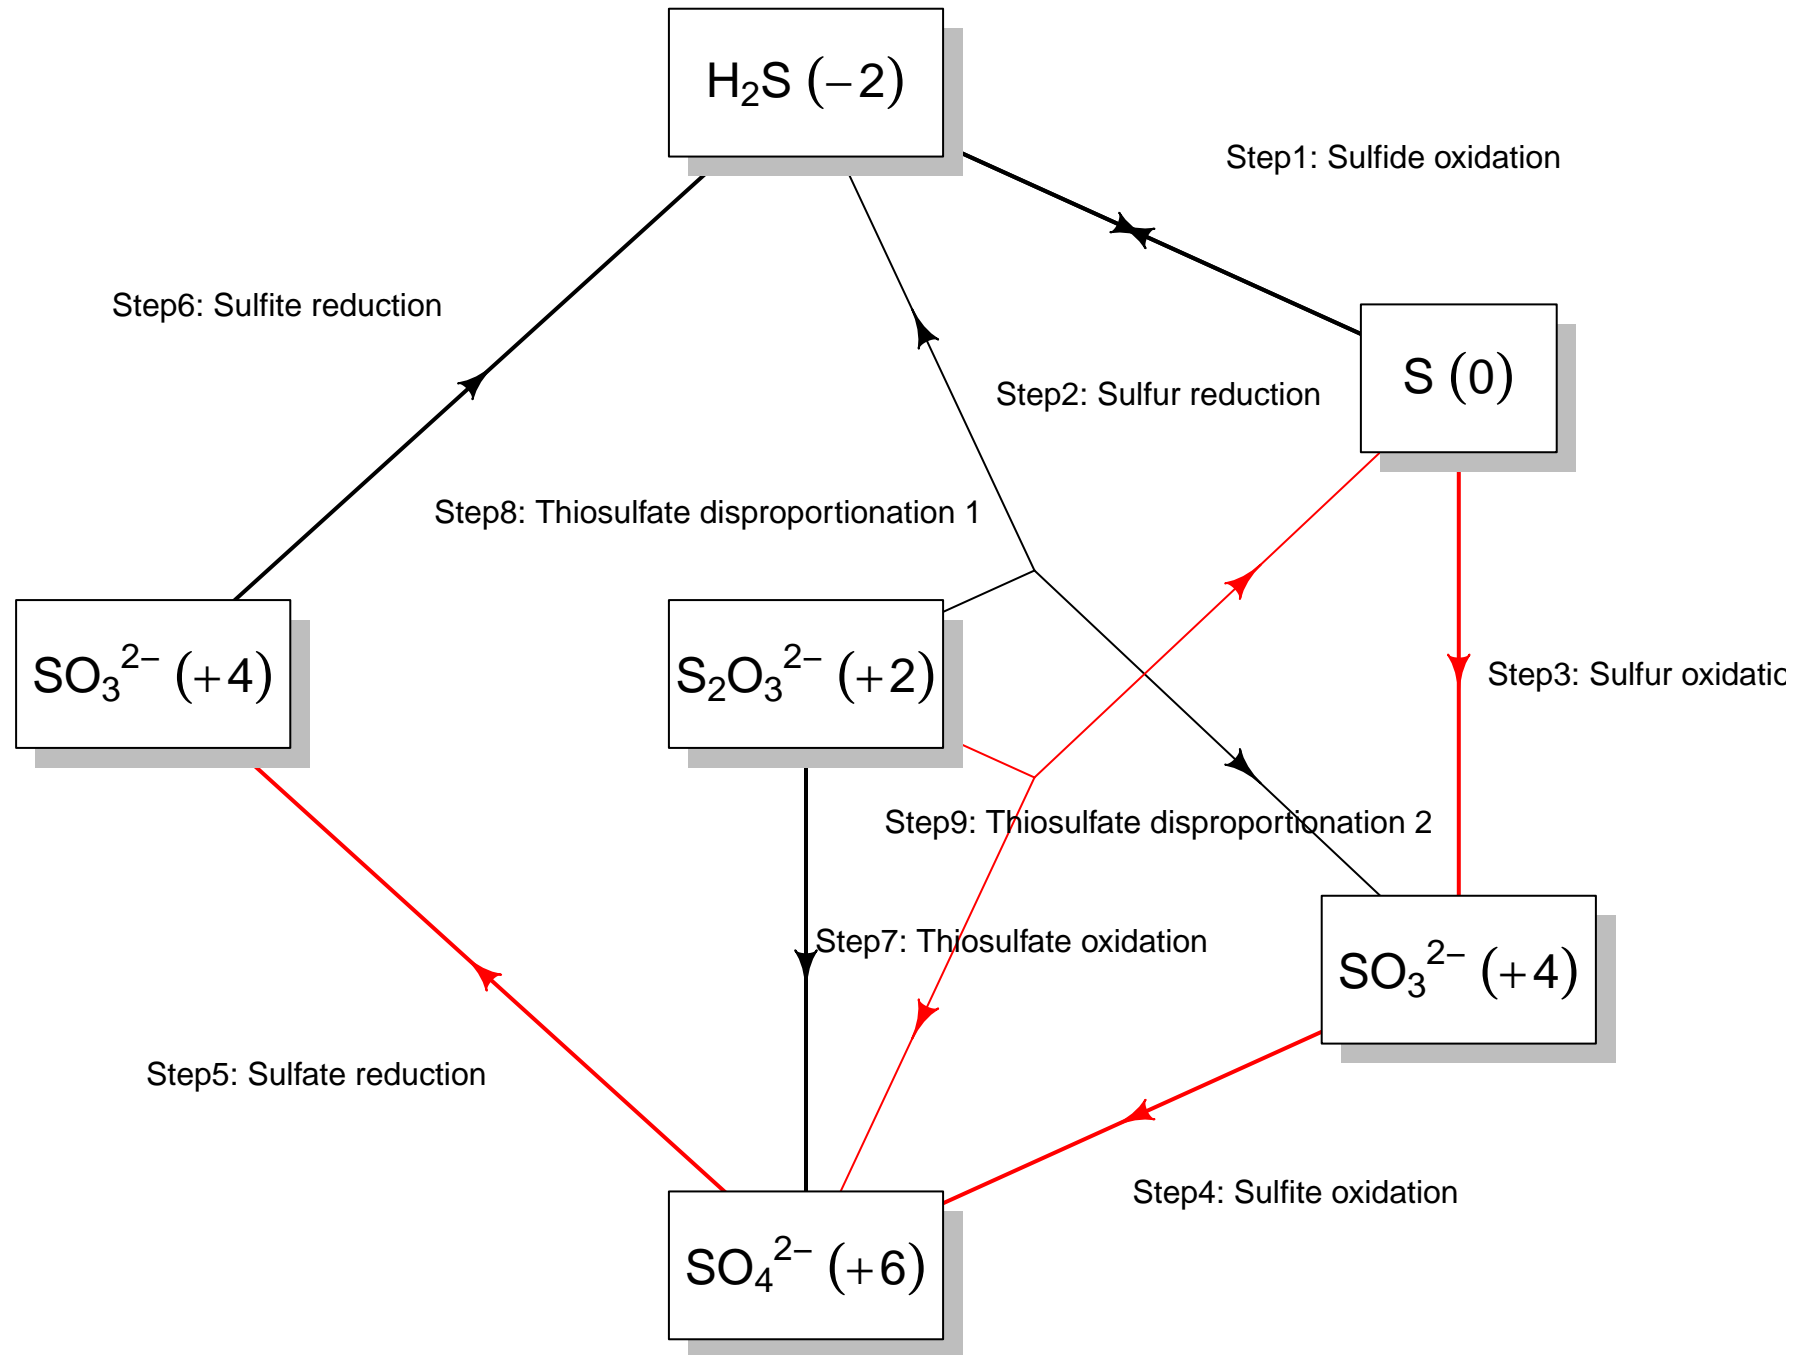 H₂S (−2)
Step1: Sulfide oxidation
Step6: Sulfite reduction
S (0)
Step2: Sulfur reduction
Step8: Thiosulfate disproportionation 1
SO₃²⁻ (+4)
S₂O₃²⁻ (+2)
Step3: Sulfur oxidatic
Step9: Thiosulfate disproportionation 2
Step7: Thiosulfate oxidation
SO₃²⁻ (+4)
Step5: Sulfate reduction
Step4: Sulfite oxidation
SO₄²⁻ (+6)